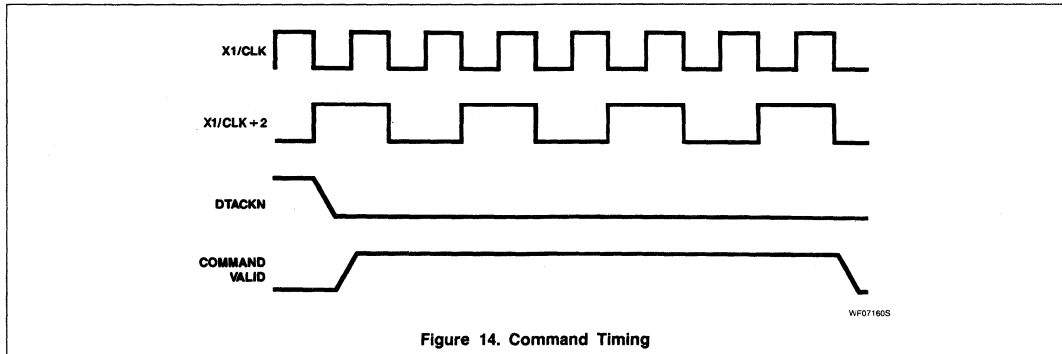 X1/CLK
X1/CLK÷2
DTACKN
COMMAND
VALID
WF07160S
Figure 14. Command Timing